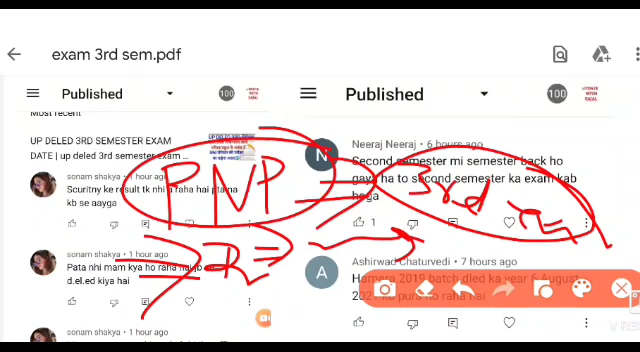 exam 3rd sem.pdf
Published
100
Published
100
Most recent
UP DELED 3RD SEMESTER EXAM
DATE | up deled 3rd semester exam ...
sonam shakya • 1 hour ago
Scuritny ke result tk nhi a raha hai pta na
kb se aayga
sonam shakya • 1 hour ago
Pata nhi mam kya ho raha hai
d.el.ed kiya hai
sonam shakya • 1 hour ago
N
Neeraj Neeraj • 6 hours ago
Second semester mi semester back ho
gaya ha to second semester ka exam kab
hoga
1
A
Ashirwad Chaturvedi • 7 hours ago
Hamara 2019 batch dled ka year 6 August
2021 ko pura ho raha hai
PNP
3rd